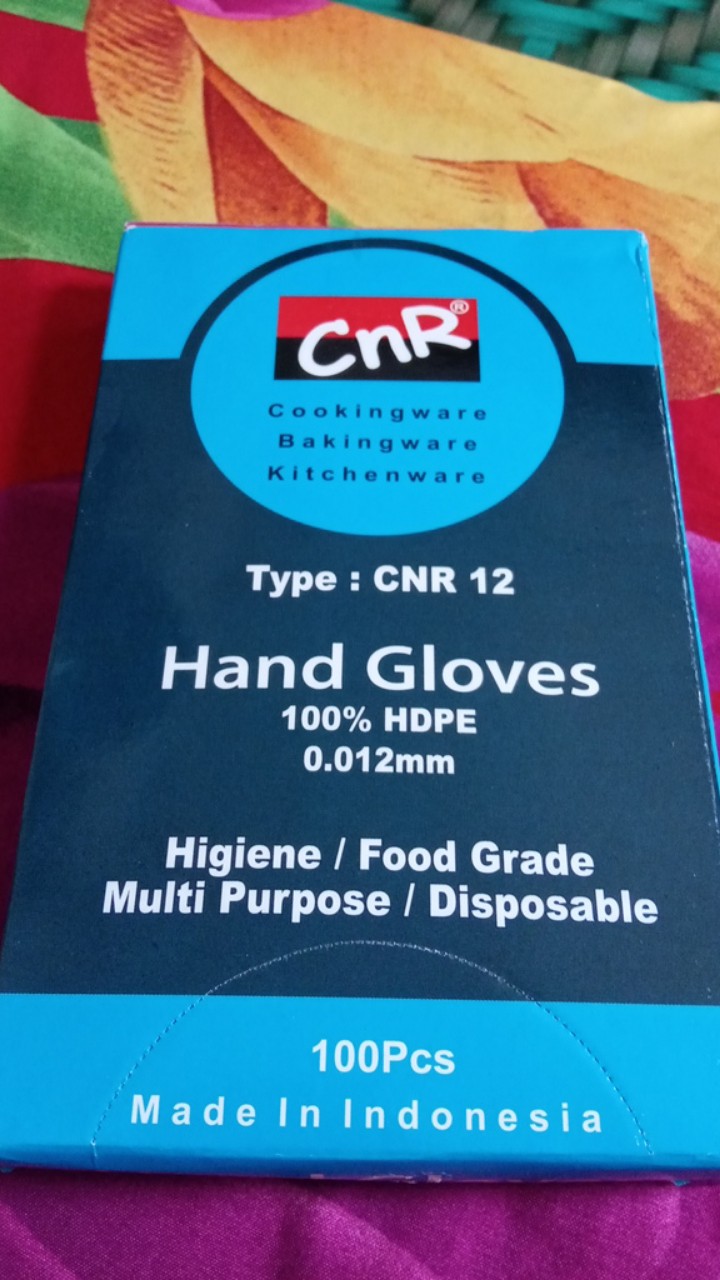 CnR®
Cookingware
Bakingware
Kitchenware
Type : CNR 12
Hand Gloves
100% HDPE
0.012mm
Higiene / Food Grade
Multi Purpose / Disposable
100Pcs
Made In Indonesia